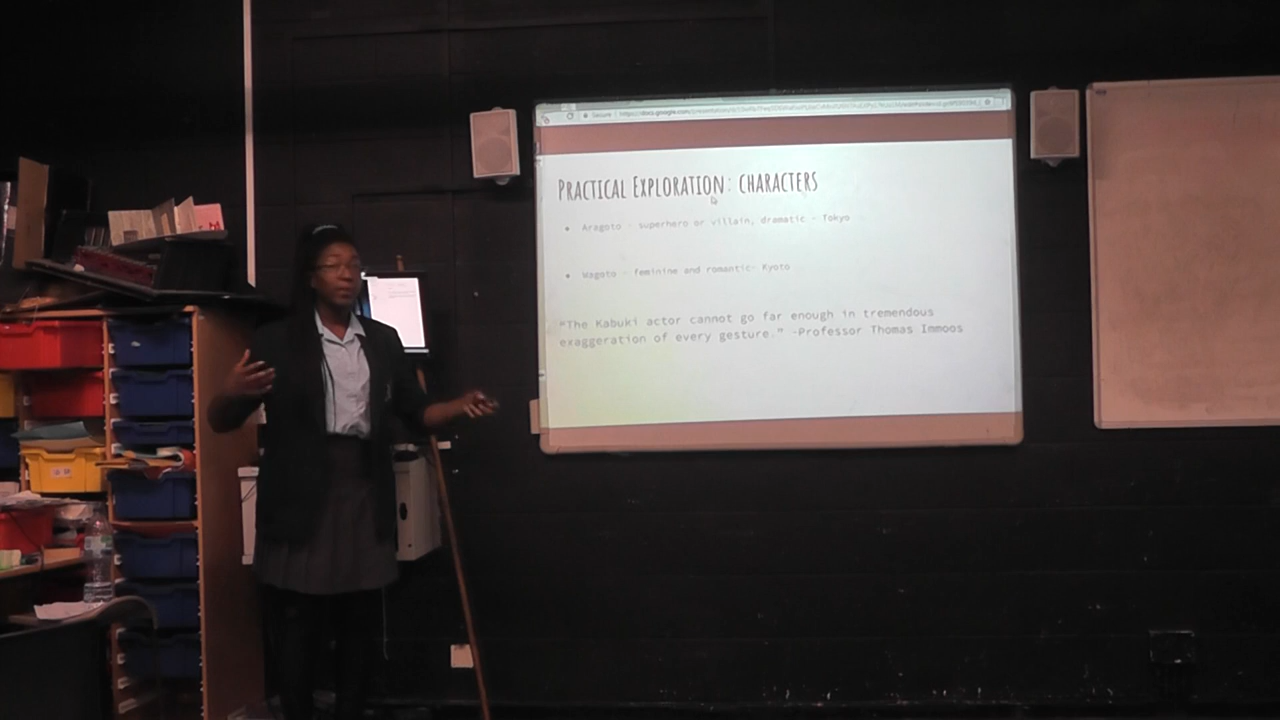 Secure
PRACTICAL EXPLORATION: CHARACTERS
• Aragoto - superhero or villain, dramatic - Tokyo
• Wagoto - feminine and romantic- Kyoto
"The Kabuki actor cannot go far enough in tremendous
exaggeration of every gesture." -Professor Thomas Immoos